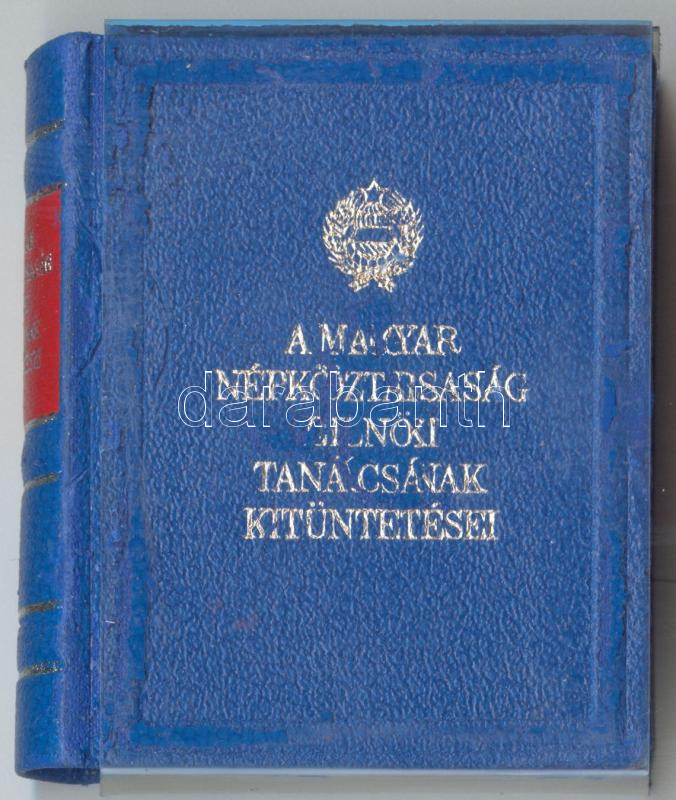 A MAGYAR
NÉPKÖZTÁRSASÁG
ELNÖKI
TANÁCSÁNAK
KITÜNTETÉSEI
darabanth